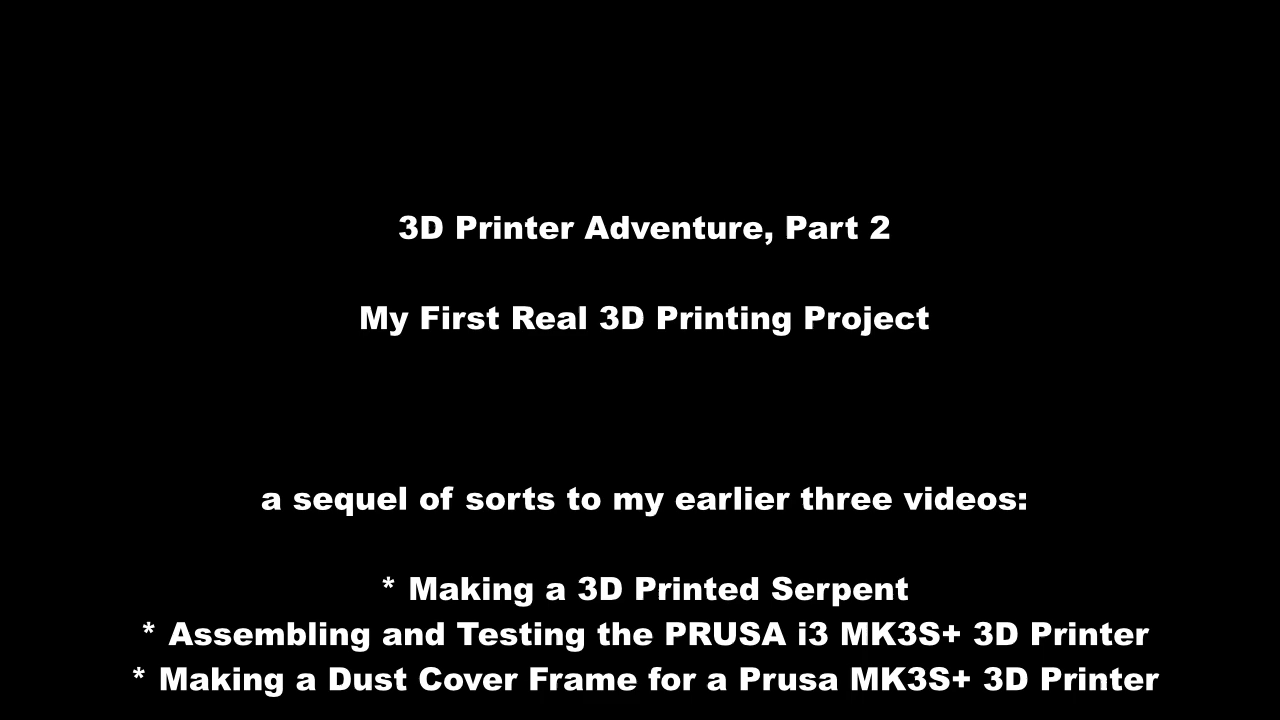 3D Printer Adventure, Part 2
My First Real 3D Printing Project
a sequel of sorts to my earlier three videos:
* Making a 3D Printed Serpent
* Assembling and Testing the PRUSA i3 MK3S+ 3D Printer
* Making a Dust Cover Frame for a Prusa MK3S+ 3D Printer